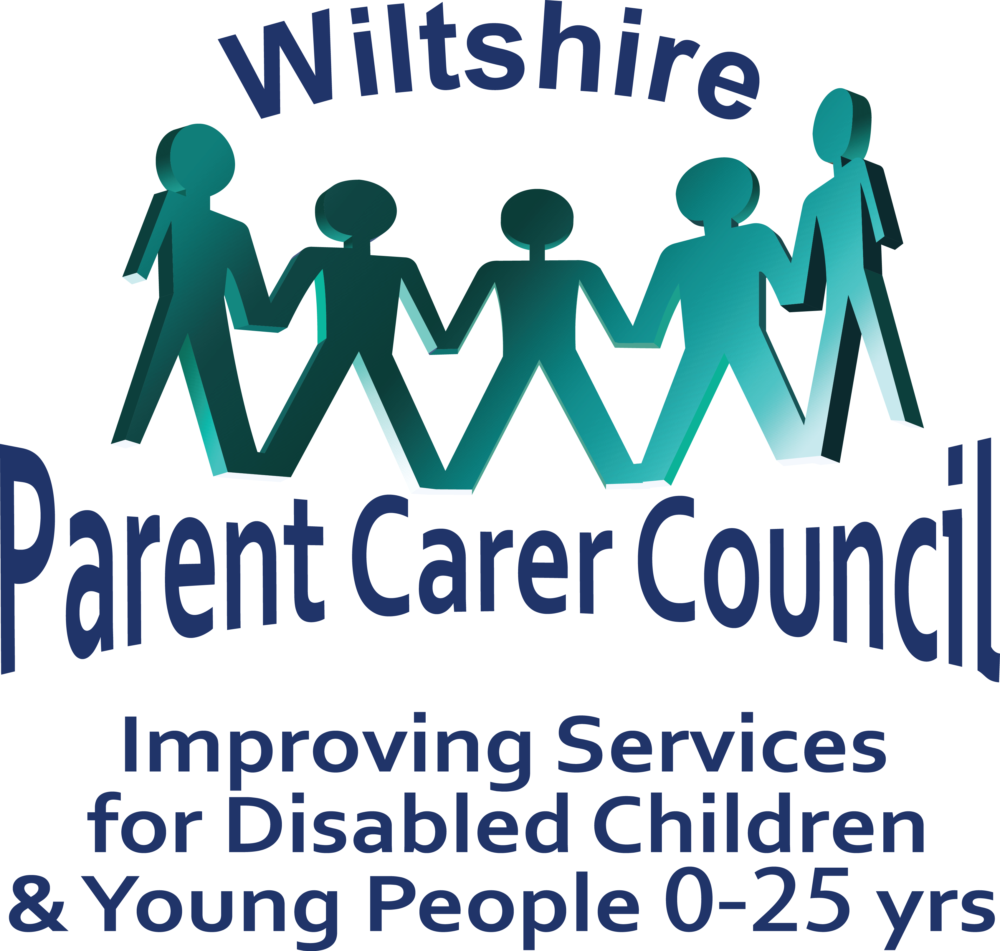 Wiltshire
Parent Carer Council
Improving Services
for Disabled Children
& Young People 0-25 yrs